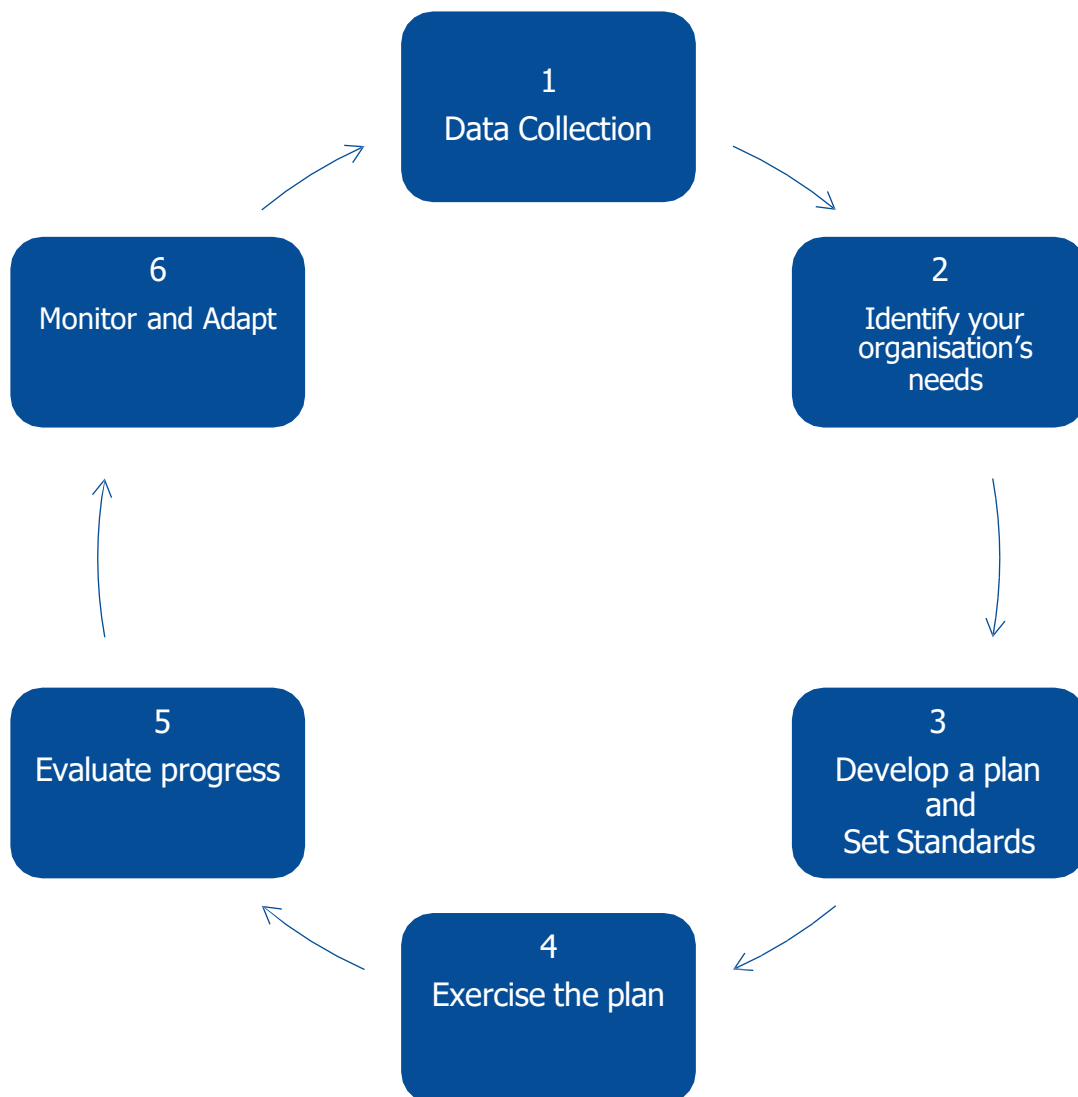 1
Data Collection
2
Identify your
organisation’s
needs
3
Develop a plan
and
Set Standards
4
Exercise the plan
5
Evaluate progress
6
Monitor and Adapt